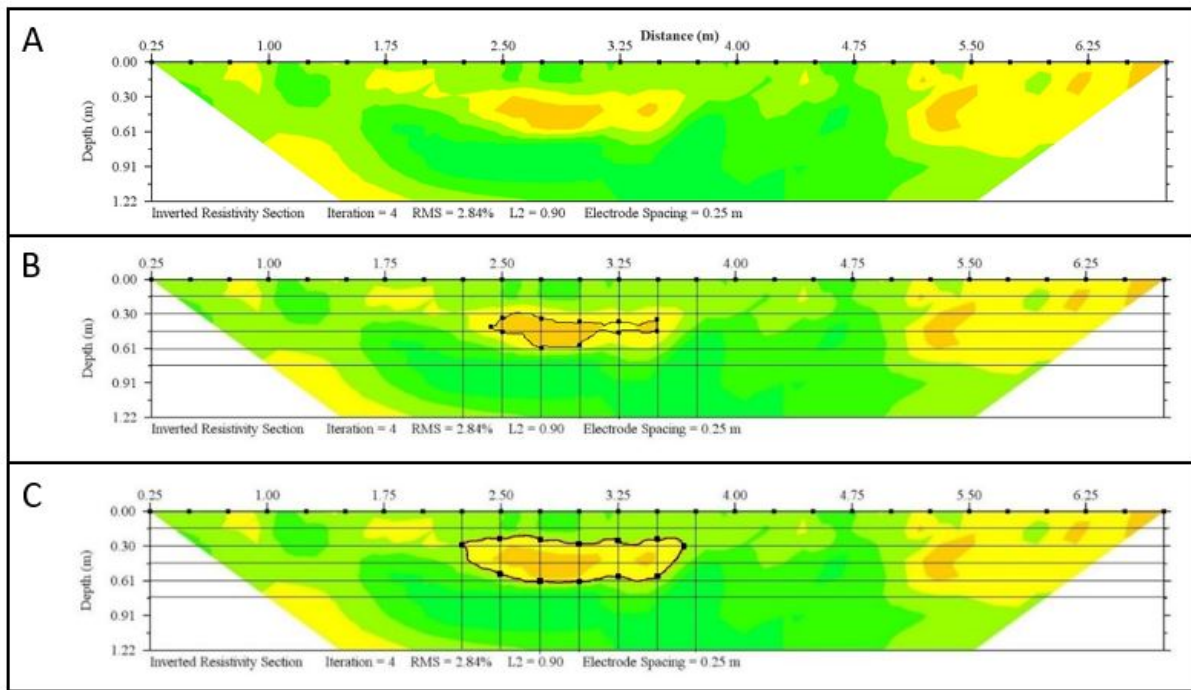 A
Distance (m)
0.25 1.00 1.75 2.50 3.25 4.00 4.75 5.50 6.25
0.00
0.30
0.61
0.91
1.22
Depth (m)
Inverted Resistivity Section Iteration = 4 RMS = 2.84% L2 = 0.90 Electrode Spacing = 0.25 m
B
0.25 1.00 1.75 2.50 3.25 4.00 4.75 5.50 6.25
0.00
0.30
0.61
0.91
1.22
Depth (m)
Inverted Resistivity Section Iteration = 4 RMS = 2.84% L2 = 0.90 Electrode Spacing = 0.25 m
C
0.25 1.00 1.75 2.50 3.25 4.00 4.75 5.50 6.25
0.00
0.30
0.61
0.91
1.22
Depth (m)
Inverted Resistivity Section Iteration = 4 RMS = 2.84% L2 = 0.90 Electrode Spacing = 0.25 m